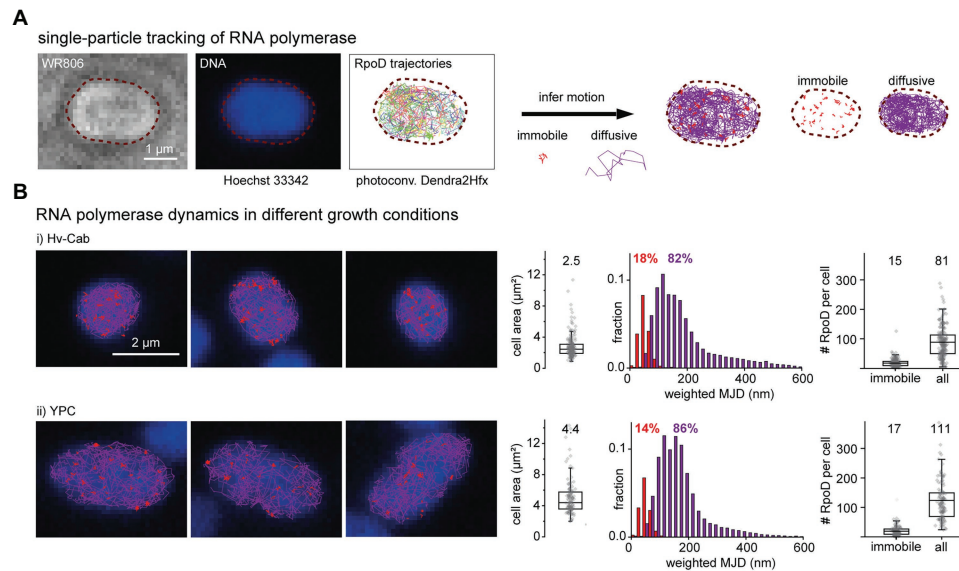 A
single-particle tracking of RNA polymerase
WR806
DNA
RpoD trajectories
1 µm
Hoechst 33342
photoconv. Dendra2Hfx
infer motion
immobile
diffusive
immobile
diffusive
B
RNA polymerase dynamics in different growth conditions
i) Hv-Cab
2 µm
cell area (µm²)
12
8
4
0
2.5
fraction
0.1
18%
82%
0
200
400
600
weighted MJD (nm)
# RpoD per cell
300
200
100
15
81
immobile
all
ii) YPC
cell area (µm²)
12
8
4
0
4.4
fraction
0.1
14%
86%
0
200
400
600
weighted MJD (nm)
# RpoD per cell
300
200
100
17
111
immobile
all